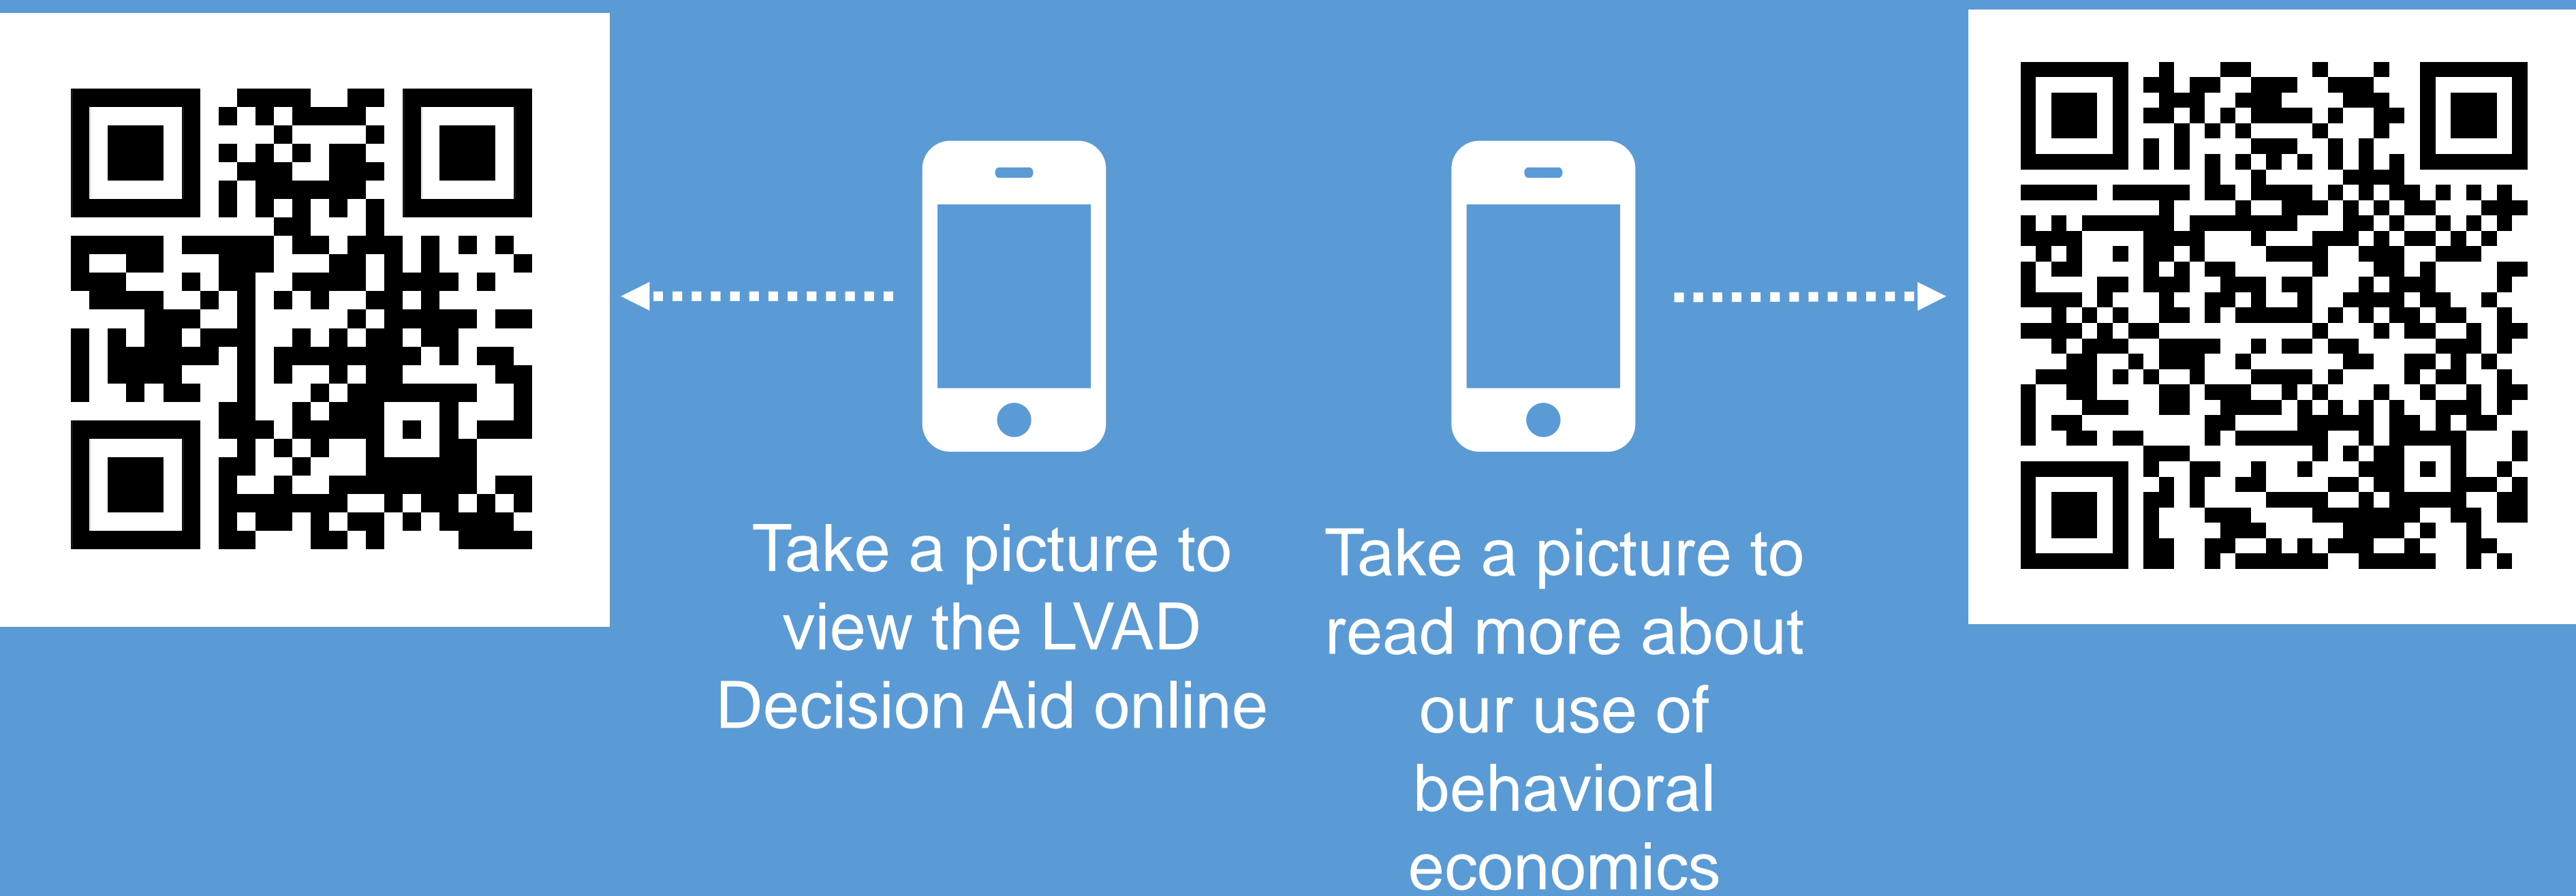 Take a picture to
view the LVAD
Decision Aid online
Take a picture to
read more about
our use of
behavioral
economics